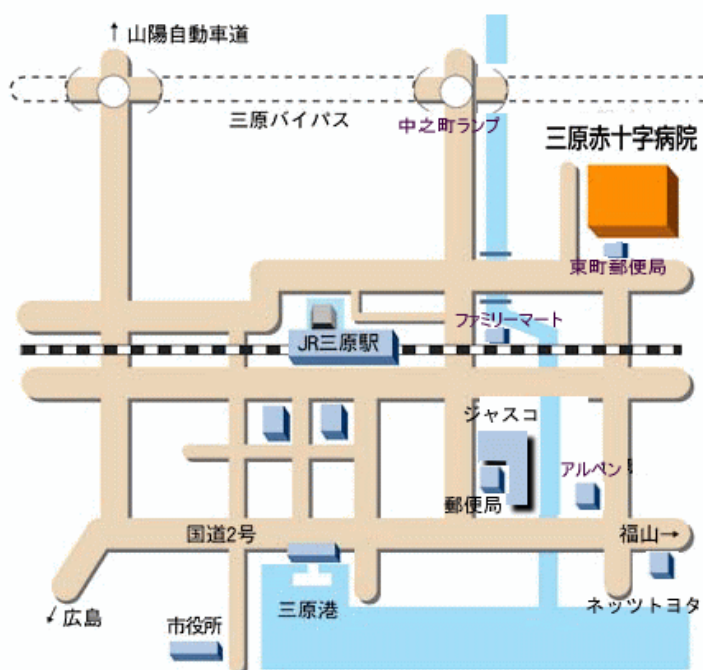 ↑山陽自動車道
三原バイパス
中之町ランプ
三原赤十字病院
東町郵便局
ファミリーマート
JR三原駅
ジャスコ
アルペン
郵便局
国道2号
福山→
ネッツトヨタ
三原港
↙広島
市役所